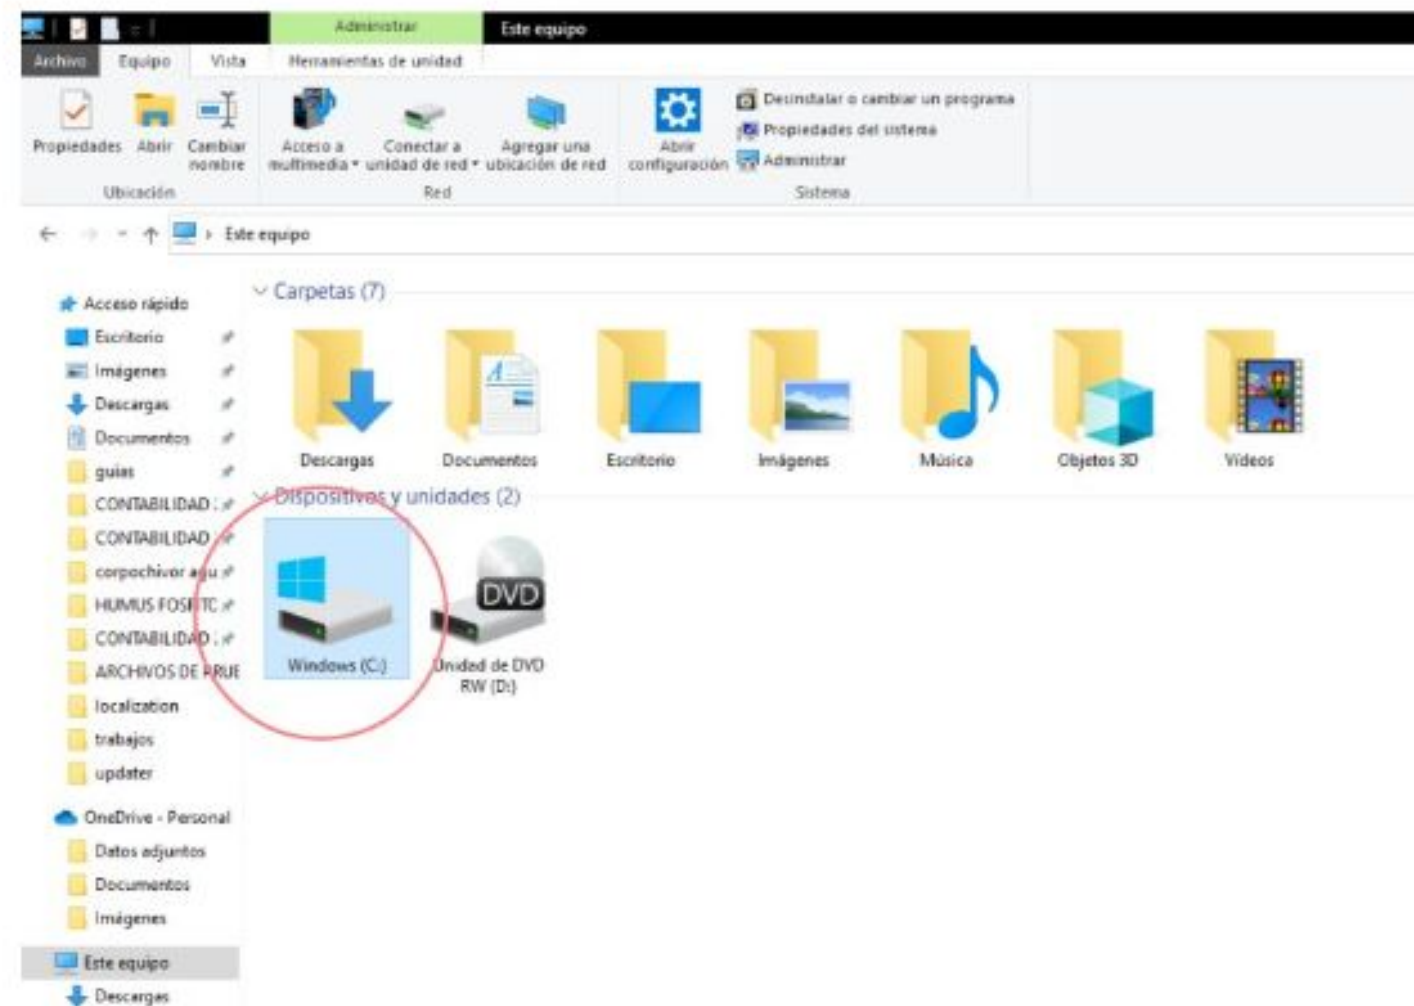 Administrar
Este equipo
Archivo
Equipo
Vista
Herramientas de unidad
Propiedades
Abrir
Cambiar
nombre
Acceso a
multimedia
Conectar a
unidad de red
Agregar una
ubicación de red
Abrir
configuración
Desinstalar o cambiar un programa
Propiedades del sistema
Administrar
Ubicación
Red
Sistema
Este equipo
Acceso rápido
Escritorio
Imágenes
Descargas
Documentos
guias
CONTABILIDAD
CONTABILIDAD
corpochivor agu
HUMUS
CONTABILIDAD
ARCHIVOS DE PRUE
localization
trabajos
updater
OneDrive - Personal
Datos adjuntos
Documentos
Imágenes
Este equipo
Descargas
Carpetas (7)
Descargas
Documentos
Escritorio
Imágenes
Música
Objetos 3D
Vídeos
Dispositivos y unidades (2)
Windows (C:)
DVD
Unidad de DVD
RW (D:)